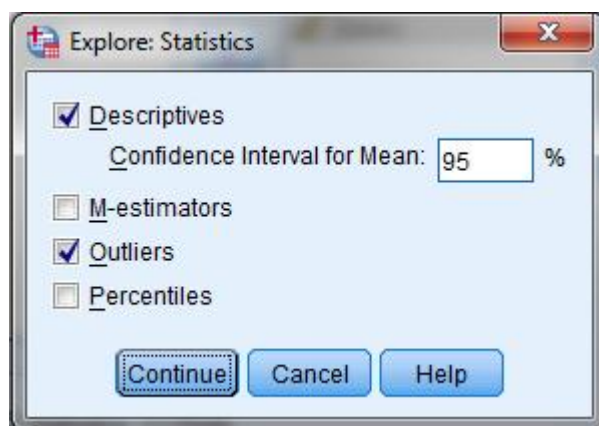 Explore: Statistics
Descriptives
Confidence Interval for Mean: 95 %
M-estimators
Outliers
Percentiles
Continue Cancel Help